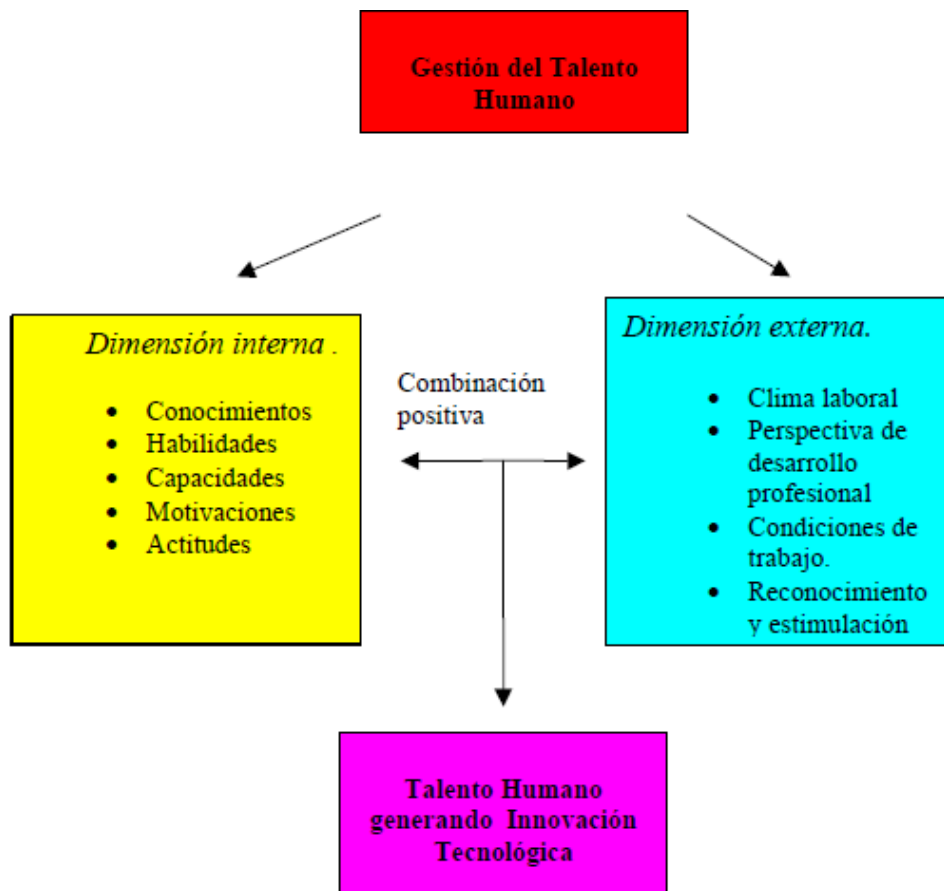 Gestión del Talento
Humano
Dimensión interna .
• Conocimientos
• Habilidades
• Capacidades
• Motivaciones
• Actitudes
Combinación
positiva
Dimensión externa.
• Clima laboral
• Perspectiva de
desarrollo
profesional
• Condiciones de
trabajo.
• Reconocimiento
y estimulación
Talento Humano
generando Innovación
Tecnológica